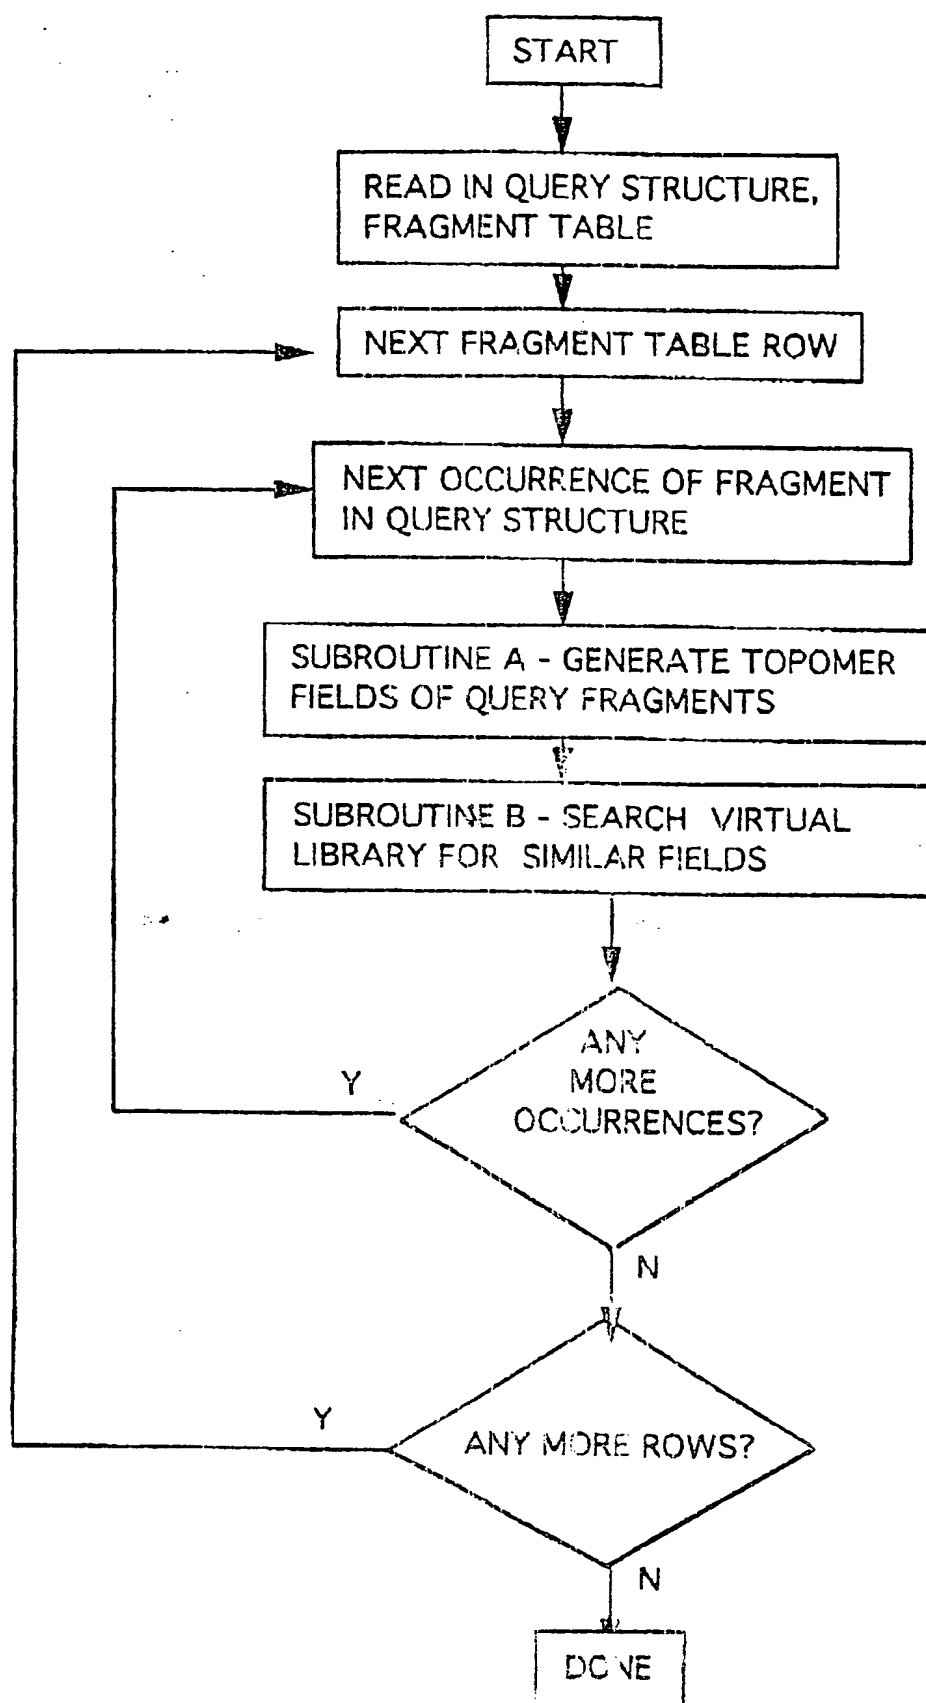 START
READ IN QUERY STRUCTURE,
FRAGMENT TABLE
NEXT FRAGMENT TABLE ROW
NEXT OCCURRENCE OF FRAGMENT
IN QUERY STRUCTURE
SUBROUTINE A - GENERATE TOPOMER
FIELDS OF QUERY FRAGMENTS
SUBROUTINE B - SEARCH VIRTUAL
LIBRARY FOR SIMILAR FIELDS
ANY
MORE
OCCURRENCES?
Y
N
ANY MORE ROWS?
Y
N
DONE